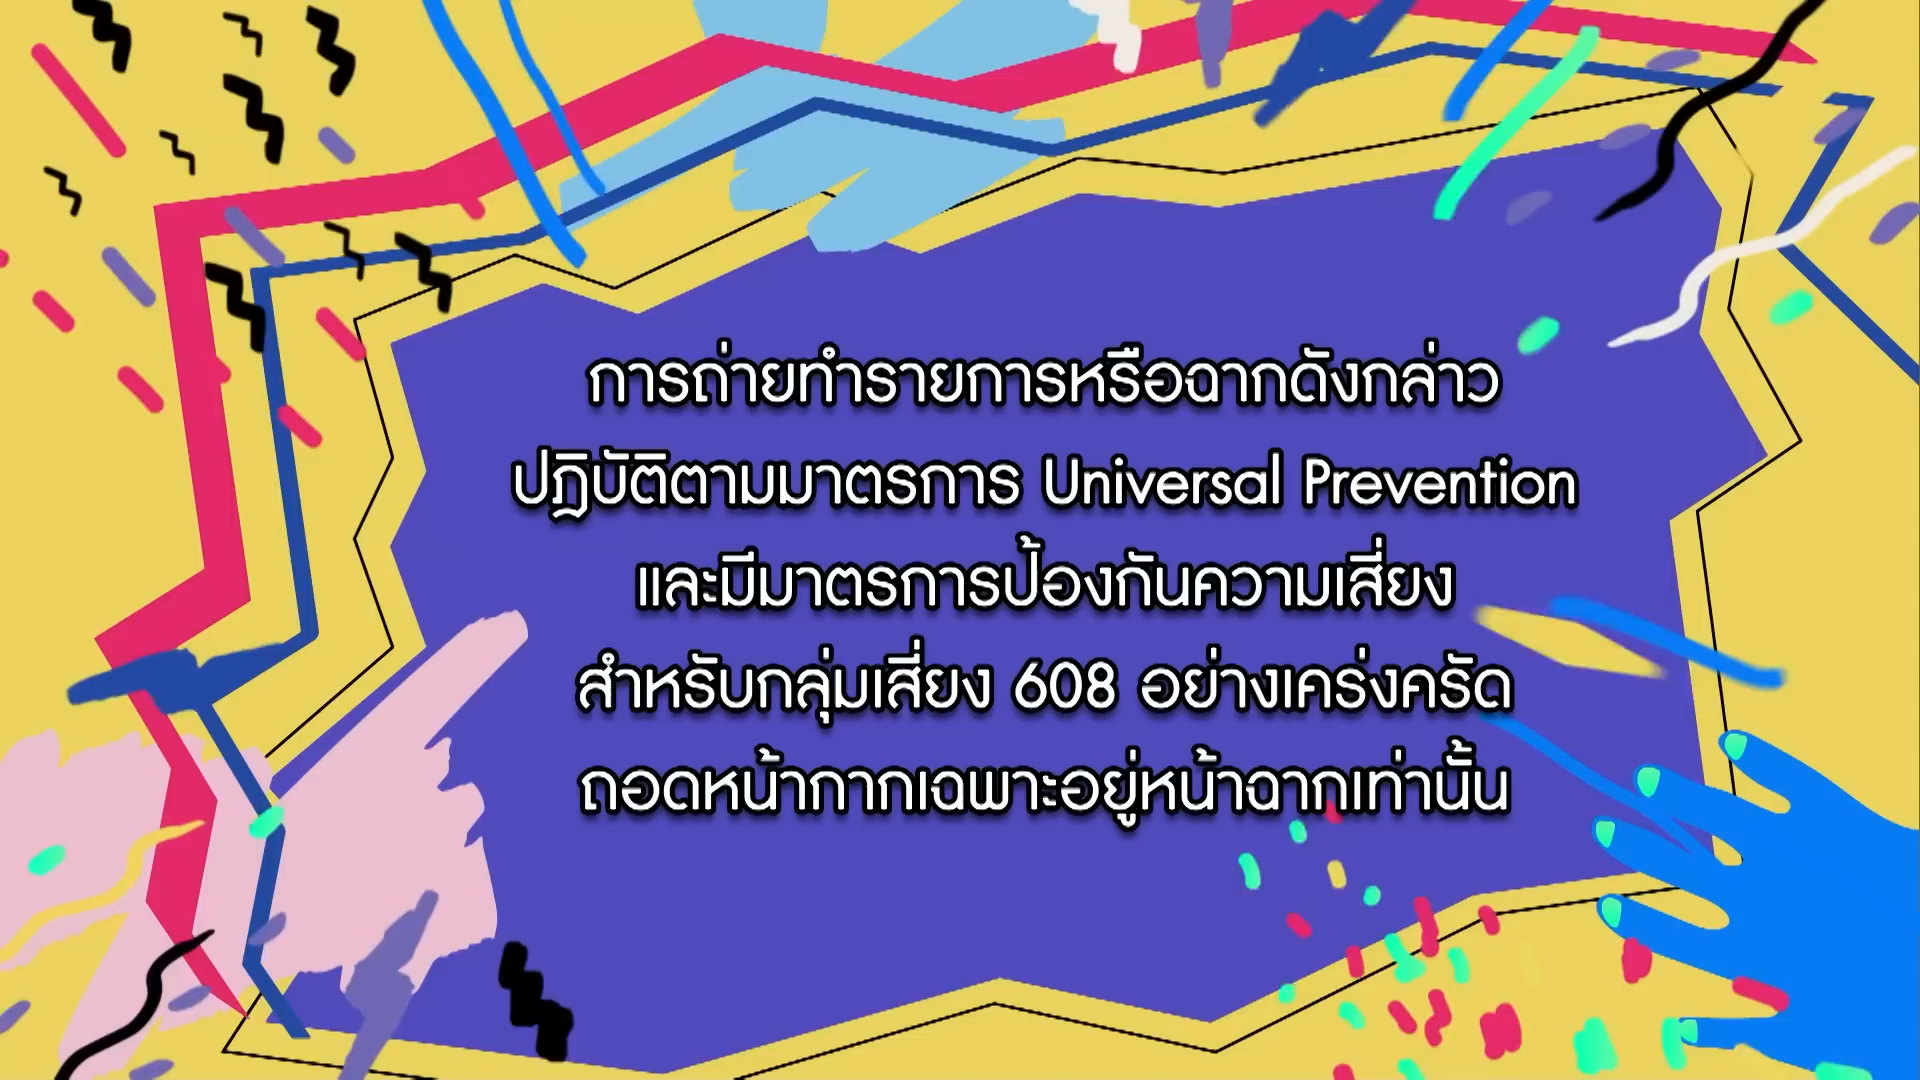 การถ่ายทำรายการหรือฉากดังกล่าว
ปฏิบัติตามมาตรการ Universal Prevention
และมีมาตรการป้องกันความเสี่ยง
สำหรับกลุ่มเสี่ยง 608 อย่างเคร่งครัด
ถอดหน้ากากเฉพาะอยู่หน้าฉากเท่านั้น